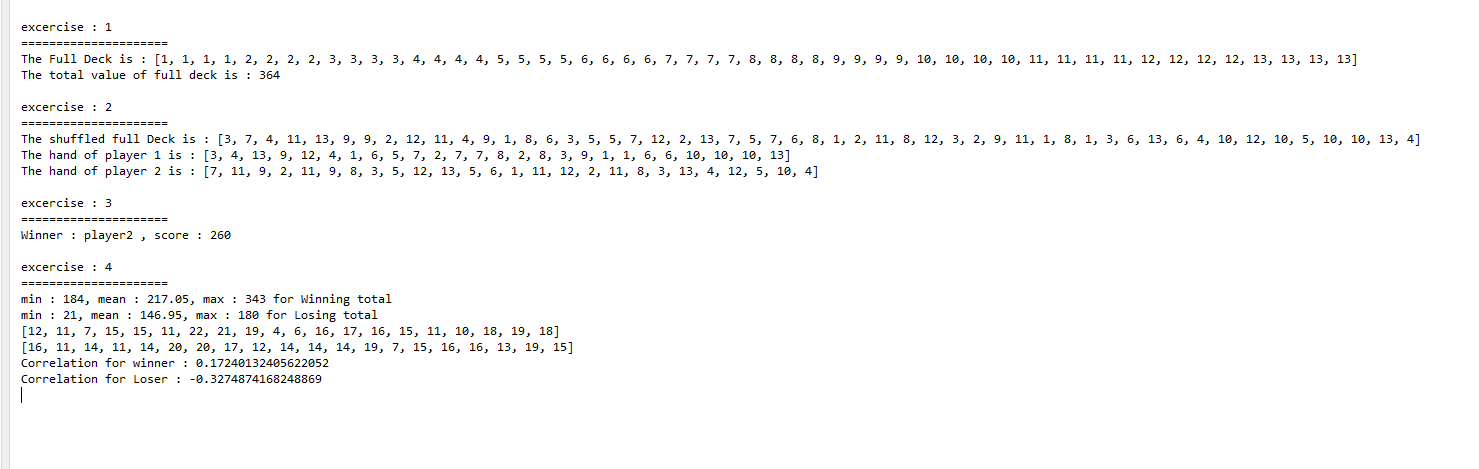 excercise : 1
=====================
The Full Deck is : [1, 1, 1, 1, 2, 2, 2, 2, 3, 3, 3, 3, 4, 4, 4, 4, 5, 5, 5, 5, 6, 6, 6, 6, 7, 7, 7, 7, 8, 8, 8, 8, 9, 9, 9, 9, 10, 10, 10, 10, 11, 11, 11, 11, 12, 12, 12, 12, 13, 13, 13, 13]
The total value of full deck is : 364
excercise : 2
=====================
The shuffled full Deck is : [3, 7, 4, 11, 13, 9, 9, 2, 12, 11, 4, 9, 1, 8, 6, 3, 5, 5, 7, 12, 2, 13, 7, 5, 7, 6, 8, 1, 2, 11, 8, 12, 3, 2, 9, 11, 1, 8, 1, 3, 6, 13, 6, 4, 10, 12, 10, 5, 10, 10, 13, 4]
The hand of player 1 is : [3, 4, 13, 9, 12, 4, 1, 6, 5, 7, 2, 7, 7, 8, 2, 8, 3, 9, 1, 1, 6, 6, 10, 10, 10, 13]
The hand of player 2 is : [7, 11, 9, 2, 11, 9, 8, 3, 5, 12, 13, 5, 6, 1, 11, 12, 2, 11, 8, 3, 13, 4, 12, 5, 10, 4]
excercise : 3
=====================
Winner : player2 , score : 260
excercise : 4
=====================
min : 184, mean : 217.05, max : 343 for Winning total
min : 21, mean : 146.95, max : 180 for Losing total
[12, 11, 7, 15, 15, 11, 22, 21, 19, 4, 6, 16, 17, 16, 15, 11, 10, 18, 19, 18]
[16, 11, 14, 11, 14, 20, 20, 17, 12, 14, 14, 14, 19, 7, 15, 16, 16, 13, 19, 15]
Correlation for winner : 0.17240132405622052
Correlation for Loser : -0.3274874168248869